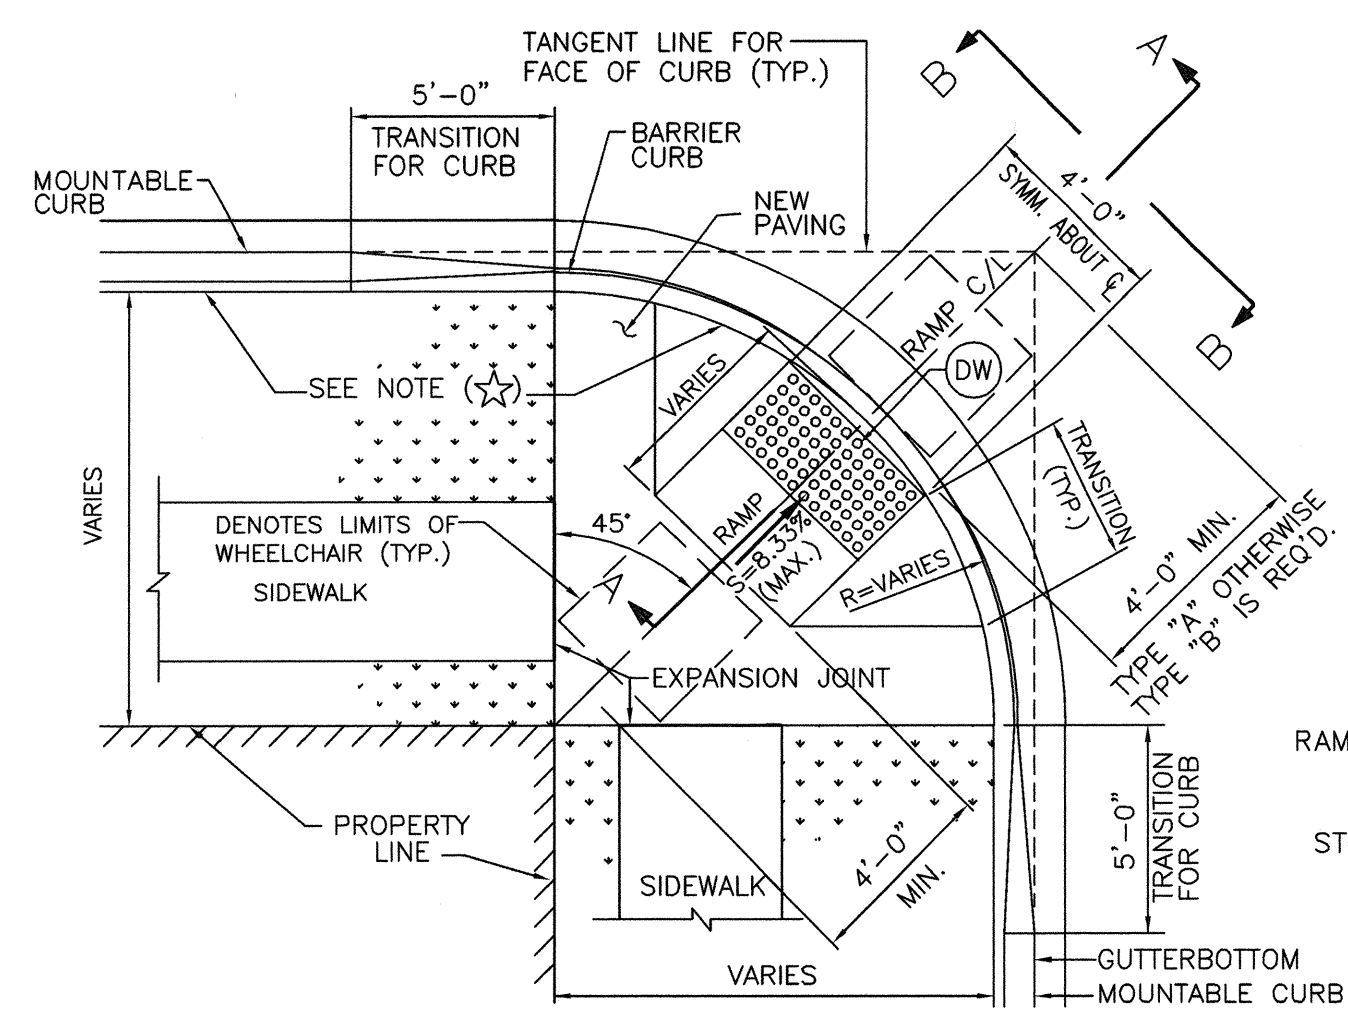 TANGENT LINE FOR
FACE OF CURB (TYP.)
5'-0"
TRANSITION
FOR CURB
BARRIER
CURB
MOUNTABLE
CURB
NEW
PAVING
B
A
4'-0"
SYMM. ABOUT ℄
RAMP C/L
DW
B
SEE NOTE (☆)
VARIES
VARIES
TRANSITION
(TYP.)
DENOTES LIMITS OF
WHEELCHAIR (TYP.)
SIDEWALK
45°
RAMP
S=8.33%
(MAX.)
A
R=VARIES
4'-0" MIN.
TYPE "A" OTHERWISE
TYPE "B" IS REQ'D.
EXPANSION JOINT
RAM
ST
PROPERTY
LINE
SIDEWALK
4'-0"
MIN.
5'-0"
TRANSITION
FOR CURB
VARIES
GUTTERBOTTOM
MOUNTABLE CURB